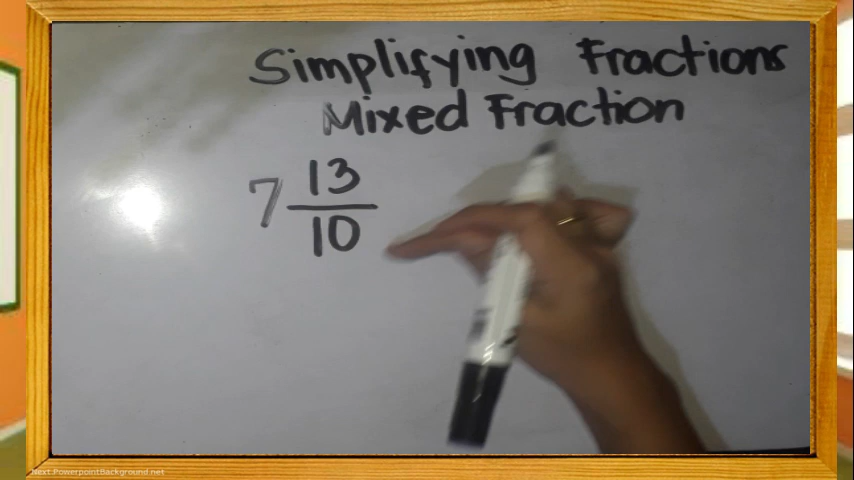 Simplifying Fractions
Mixed Fraction
7 13/10
Next.PowerpointBackground.net